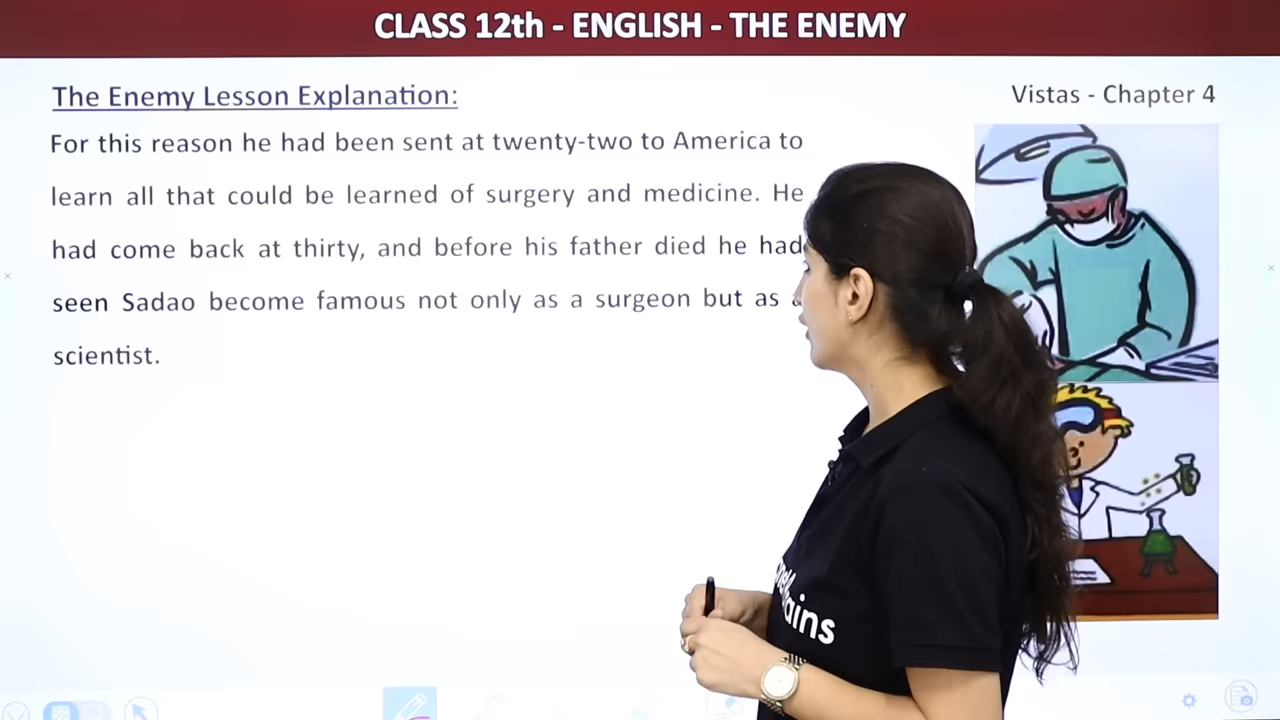 CLASS 12th - ENGLISH - THE ENEMY
The Enemy Lesson Explanation:
Vistas - Chapter 4
For this reason he had been sent at twenty-two to America to
learn all that could be learned of surgery and medicine. He
had come back at thirty, and before his father died he had
seen Sadao become famous not only as a surgeon but as a
scientist.